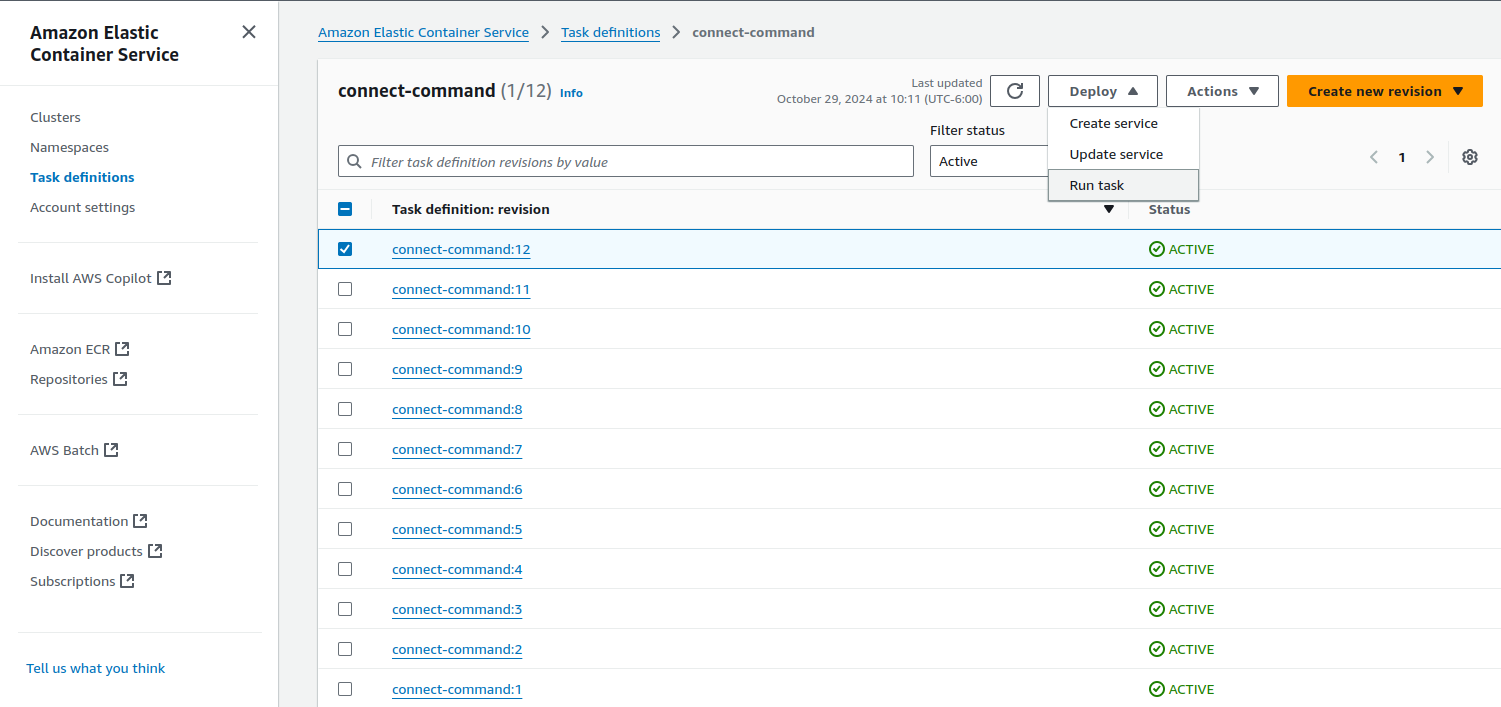 Amazon Elastic
Container Service
Clusters
Namespaces
Task definitions
Account settings
Install AWS Copilot
Amazon ECR
Repositories
AWS Batch
Documentation
Discover products
Subscriptions
Tell us what you think
Amazon Elastic Container Service
Task definitions
connect-command
connect-command (1/12) Info
Last updated
October 29, 2024 at 10:11 (UTC-6:00)
Deploy
Actions
Create new revision
Create service
Update service
Run task
Filter task definition revisions by value
Filter status
Active
1
Task definition: revision
Status
connect-command:12 ACTIVE
connect-command:11 ACTIVE
connect-command:10 ACTIVE
connect-command:9 ACTIVE
connect-command:8 ACTIVE
connect-command:7 ACTIVE
connect-command:6 ACTIVE
connect-command:5 ACTIVE
connect-command:4 ACTIVE
connect-command:3 ACTIVE
connect-command:2 ACTIVE
connect-command:1 ACTIVE